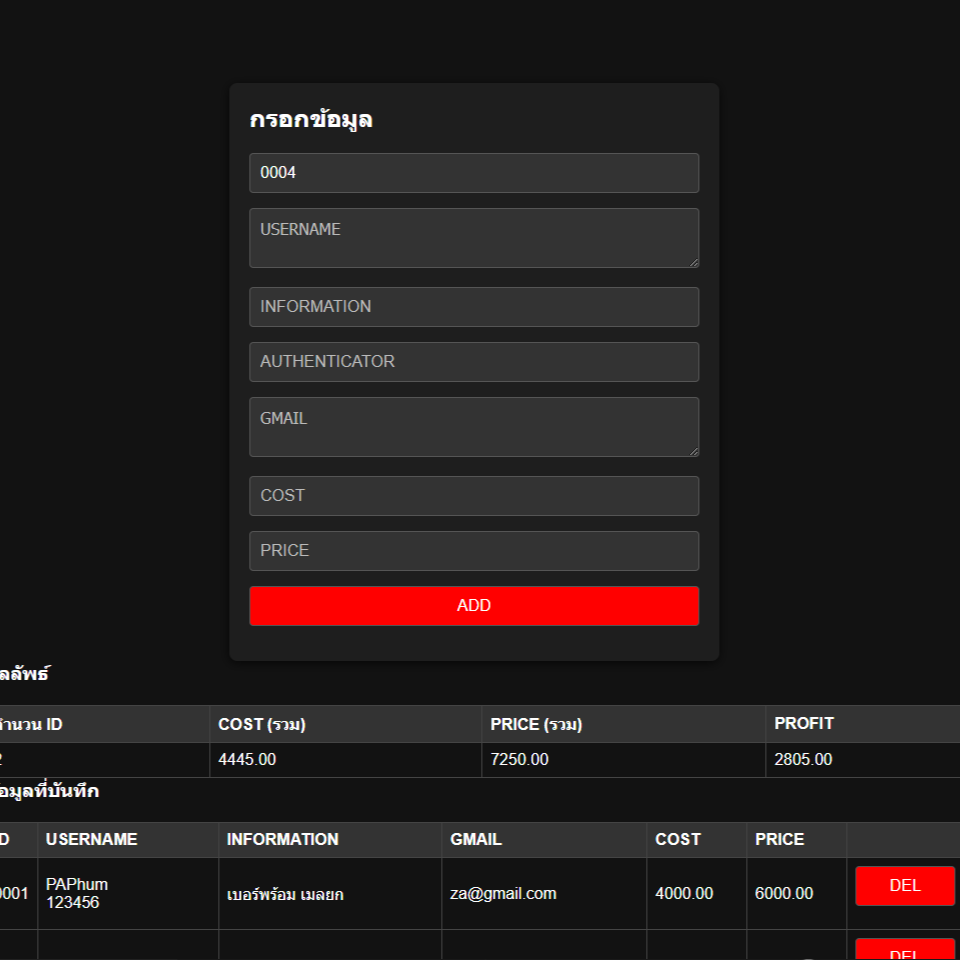 กรอกข้อมูล
0004
USERNAME
INFORMATION
AUTHENTICATOR
GMAIL
COST
PRICE
ADD
ลลัพธ์
ำนวน ID COST (รวม) PRICE (รวม) PROFIT
4445.00 7250.00 2805.00
อมูลที่บันทึก
D USERNAME INFORMATION GMAIL COST PRICE
0001 PAPhum 123456 เบอร์พร้อม เมลยก za@gmail.com 4000.00 6000.00 DEL
DEL